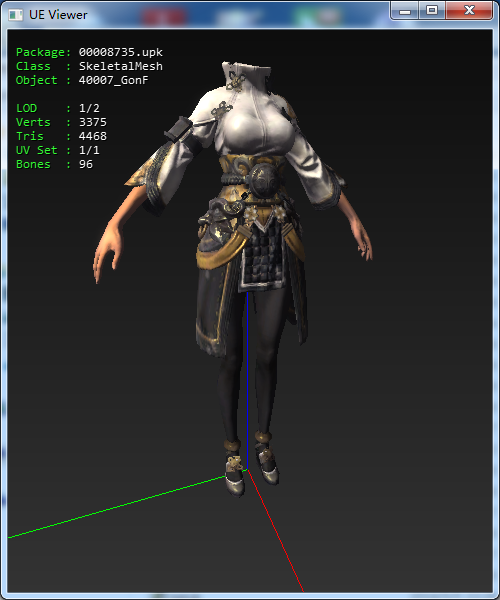 UE Viewer
Package: 00008735.upk
Class : SkeletalMesh
Object : 40007_GonF
LOD : 1/2
Verts : 3375
Tris : 4468
UV Set : 1/1
Bones : 96